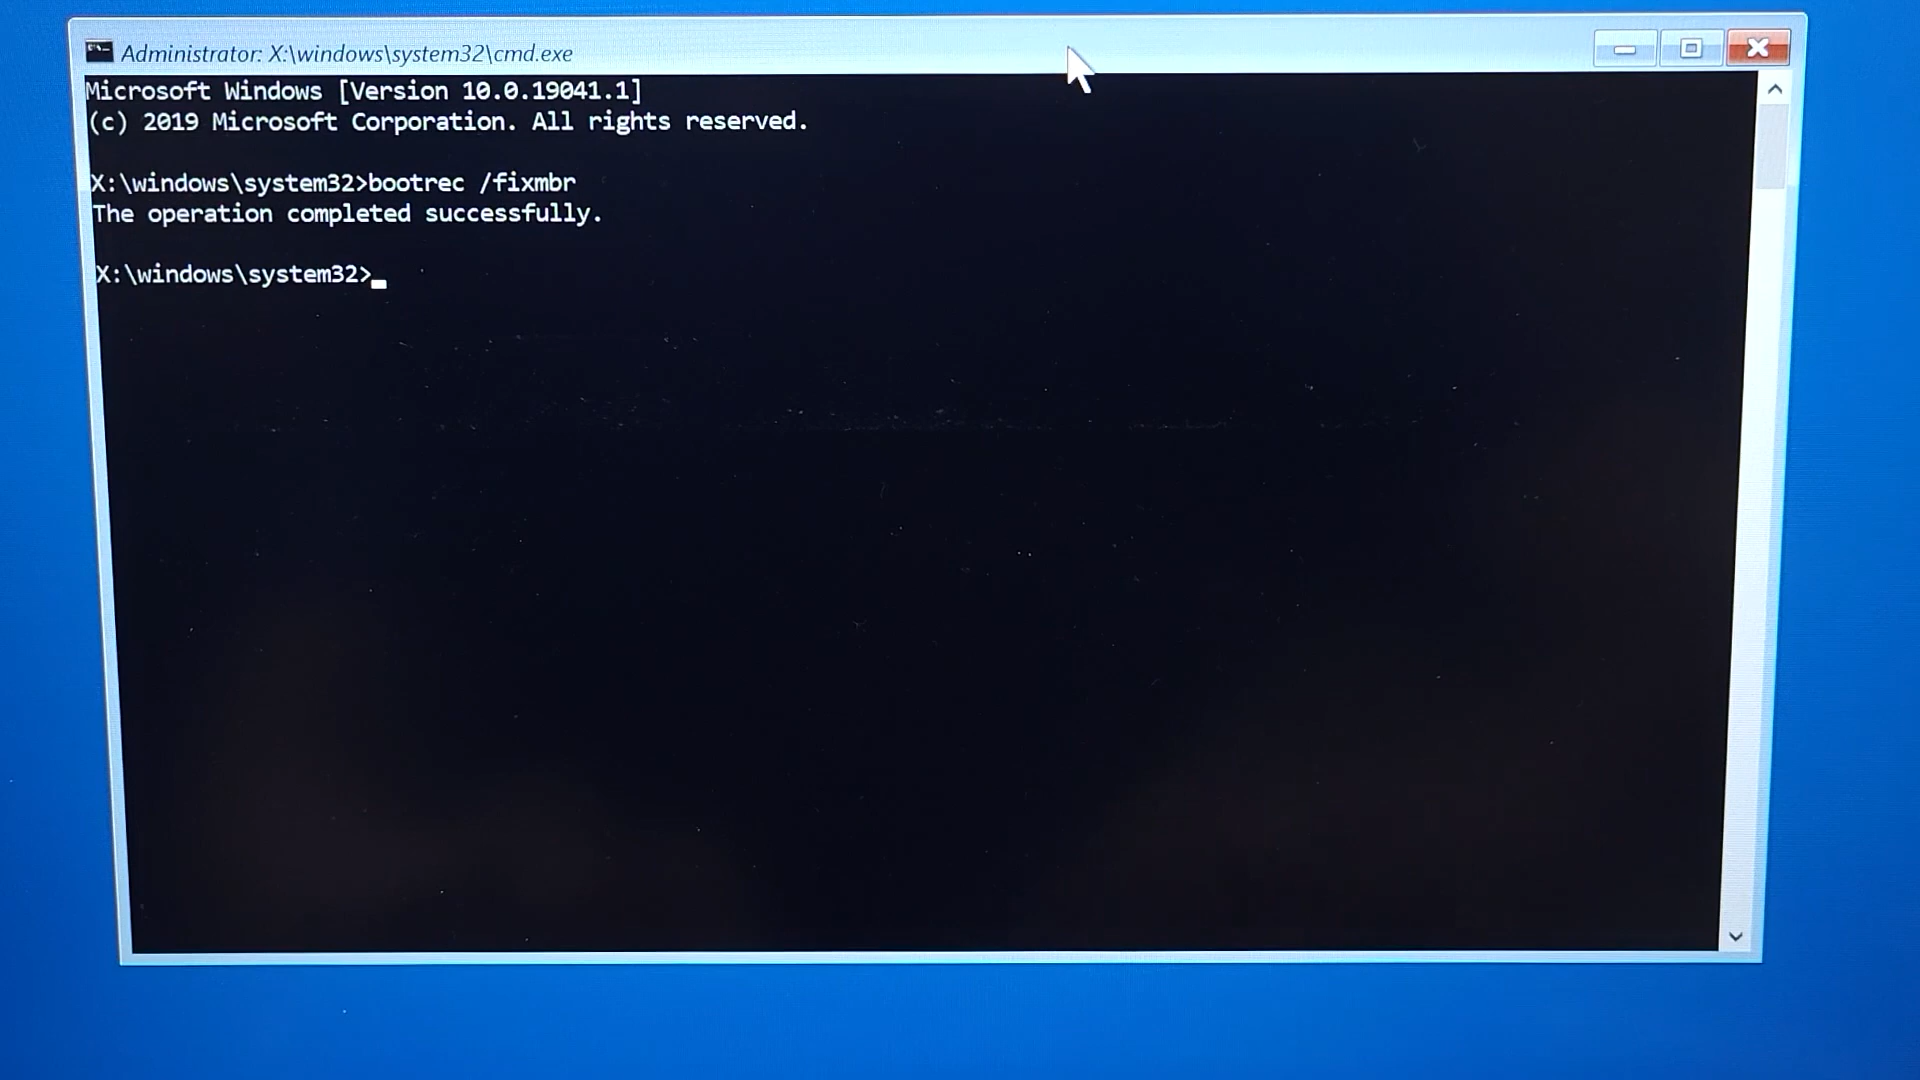 Administrator: X:\windows\system32\cmd.exe
Microsoft Windows [Version 10.0.19041.1]
(c) 2019 Microsoft Corporation. All rights reserved.
X:\windows\system32>bootrec /fixmbr
The operation completed successfully.
X:\windows\system32>